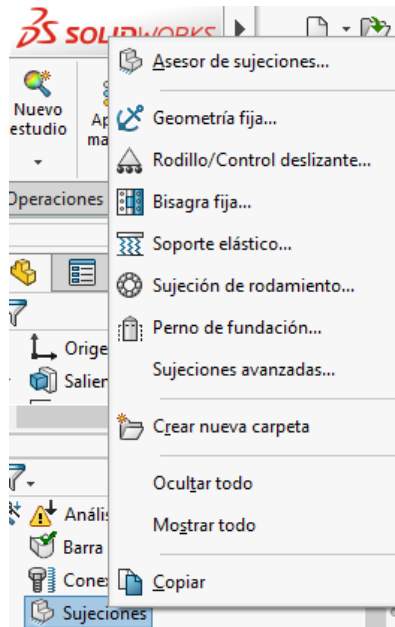 SOLIDWORKS
Asesor de sujeciones...
Nuevo
estudio
Geometría fija...
Rodillo/Control deslizante...
Operaciones
Bisagra fija...
Soporte elástico...
Sujeción de rodamiento...
Perno de fundación...
Sujeciones avanzadas...
Crear nueva carpeta
Ocultar todo
Mostrar todo
Barra
Copiar
Sujeciones